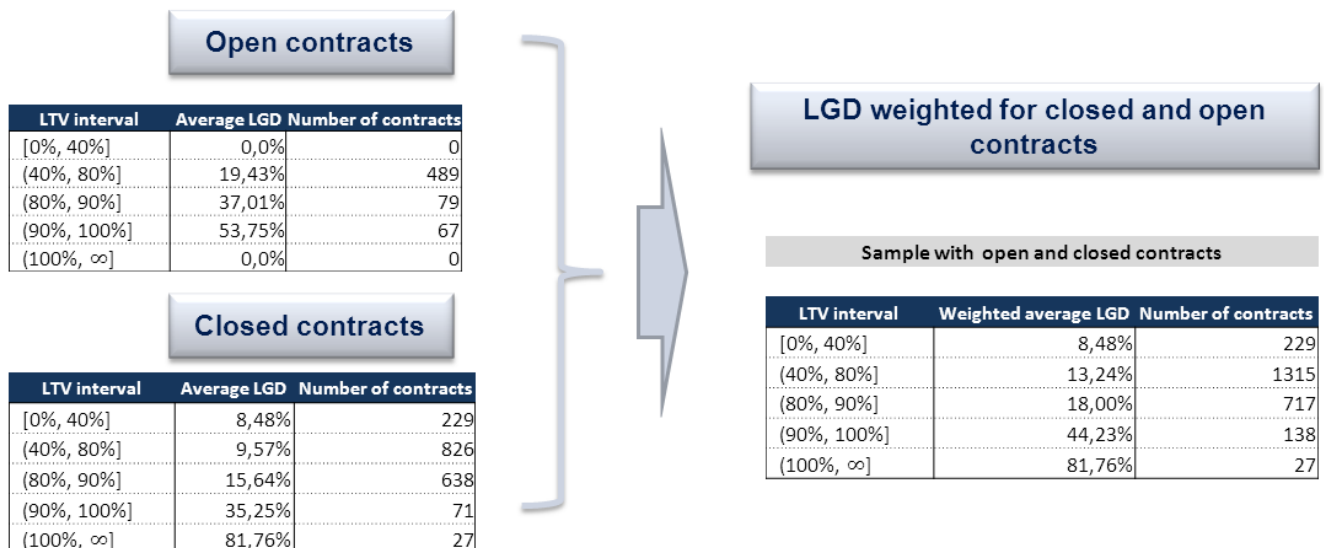 Open contracts
LTV interval Average LGD Number of contracts
[0%, 40%] 0,0% 0
(40%, 80%] 19,43% 489
(80%, 90%] 37,01% 79
(90%, 100%] 53,75% 67
(100%, ∞] 0,0% 0
Closed contracts
LTV interval Average LGD Number of contracts
[0%, 40%] 8,48% 229
(40%, 80%] 9,57% 826
(80%, 90%] 15,64% 638
(90%, 100%] 35,25% 71
(100%, ∞] 81,76% 27
LGD weighted for closed and open
contracts
Sample with open and closed contracts
LTV interval Weighted average LGD Number of contracts
[0%, 40%] 8,48% 229
(40%, 80%] 13,24% 1315
(80%, 90%] 18,00% 717
(90%, 100%] 44,23% 138
(100%, ∞] 81,76% 27